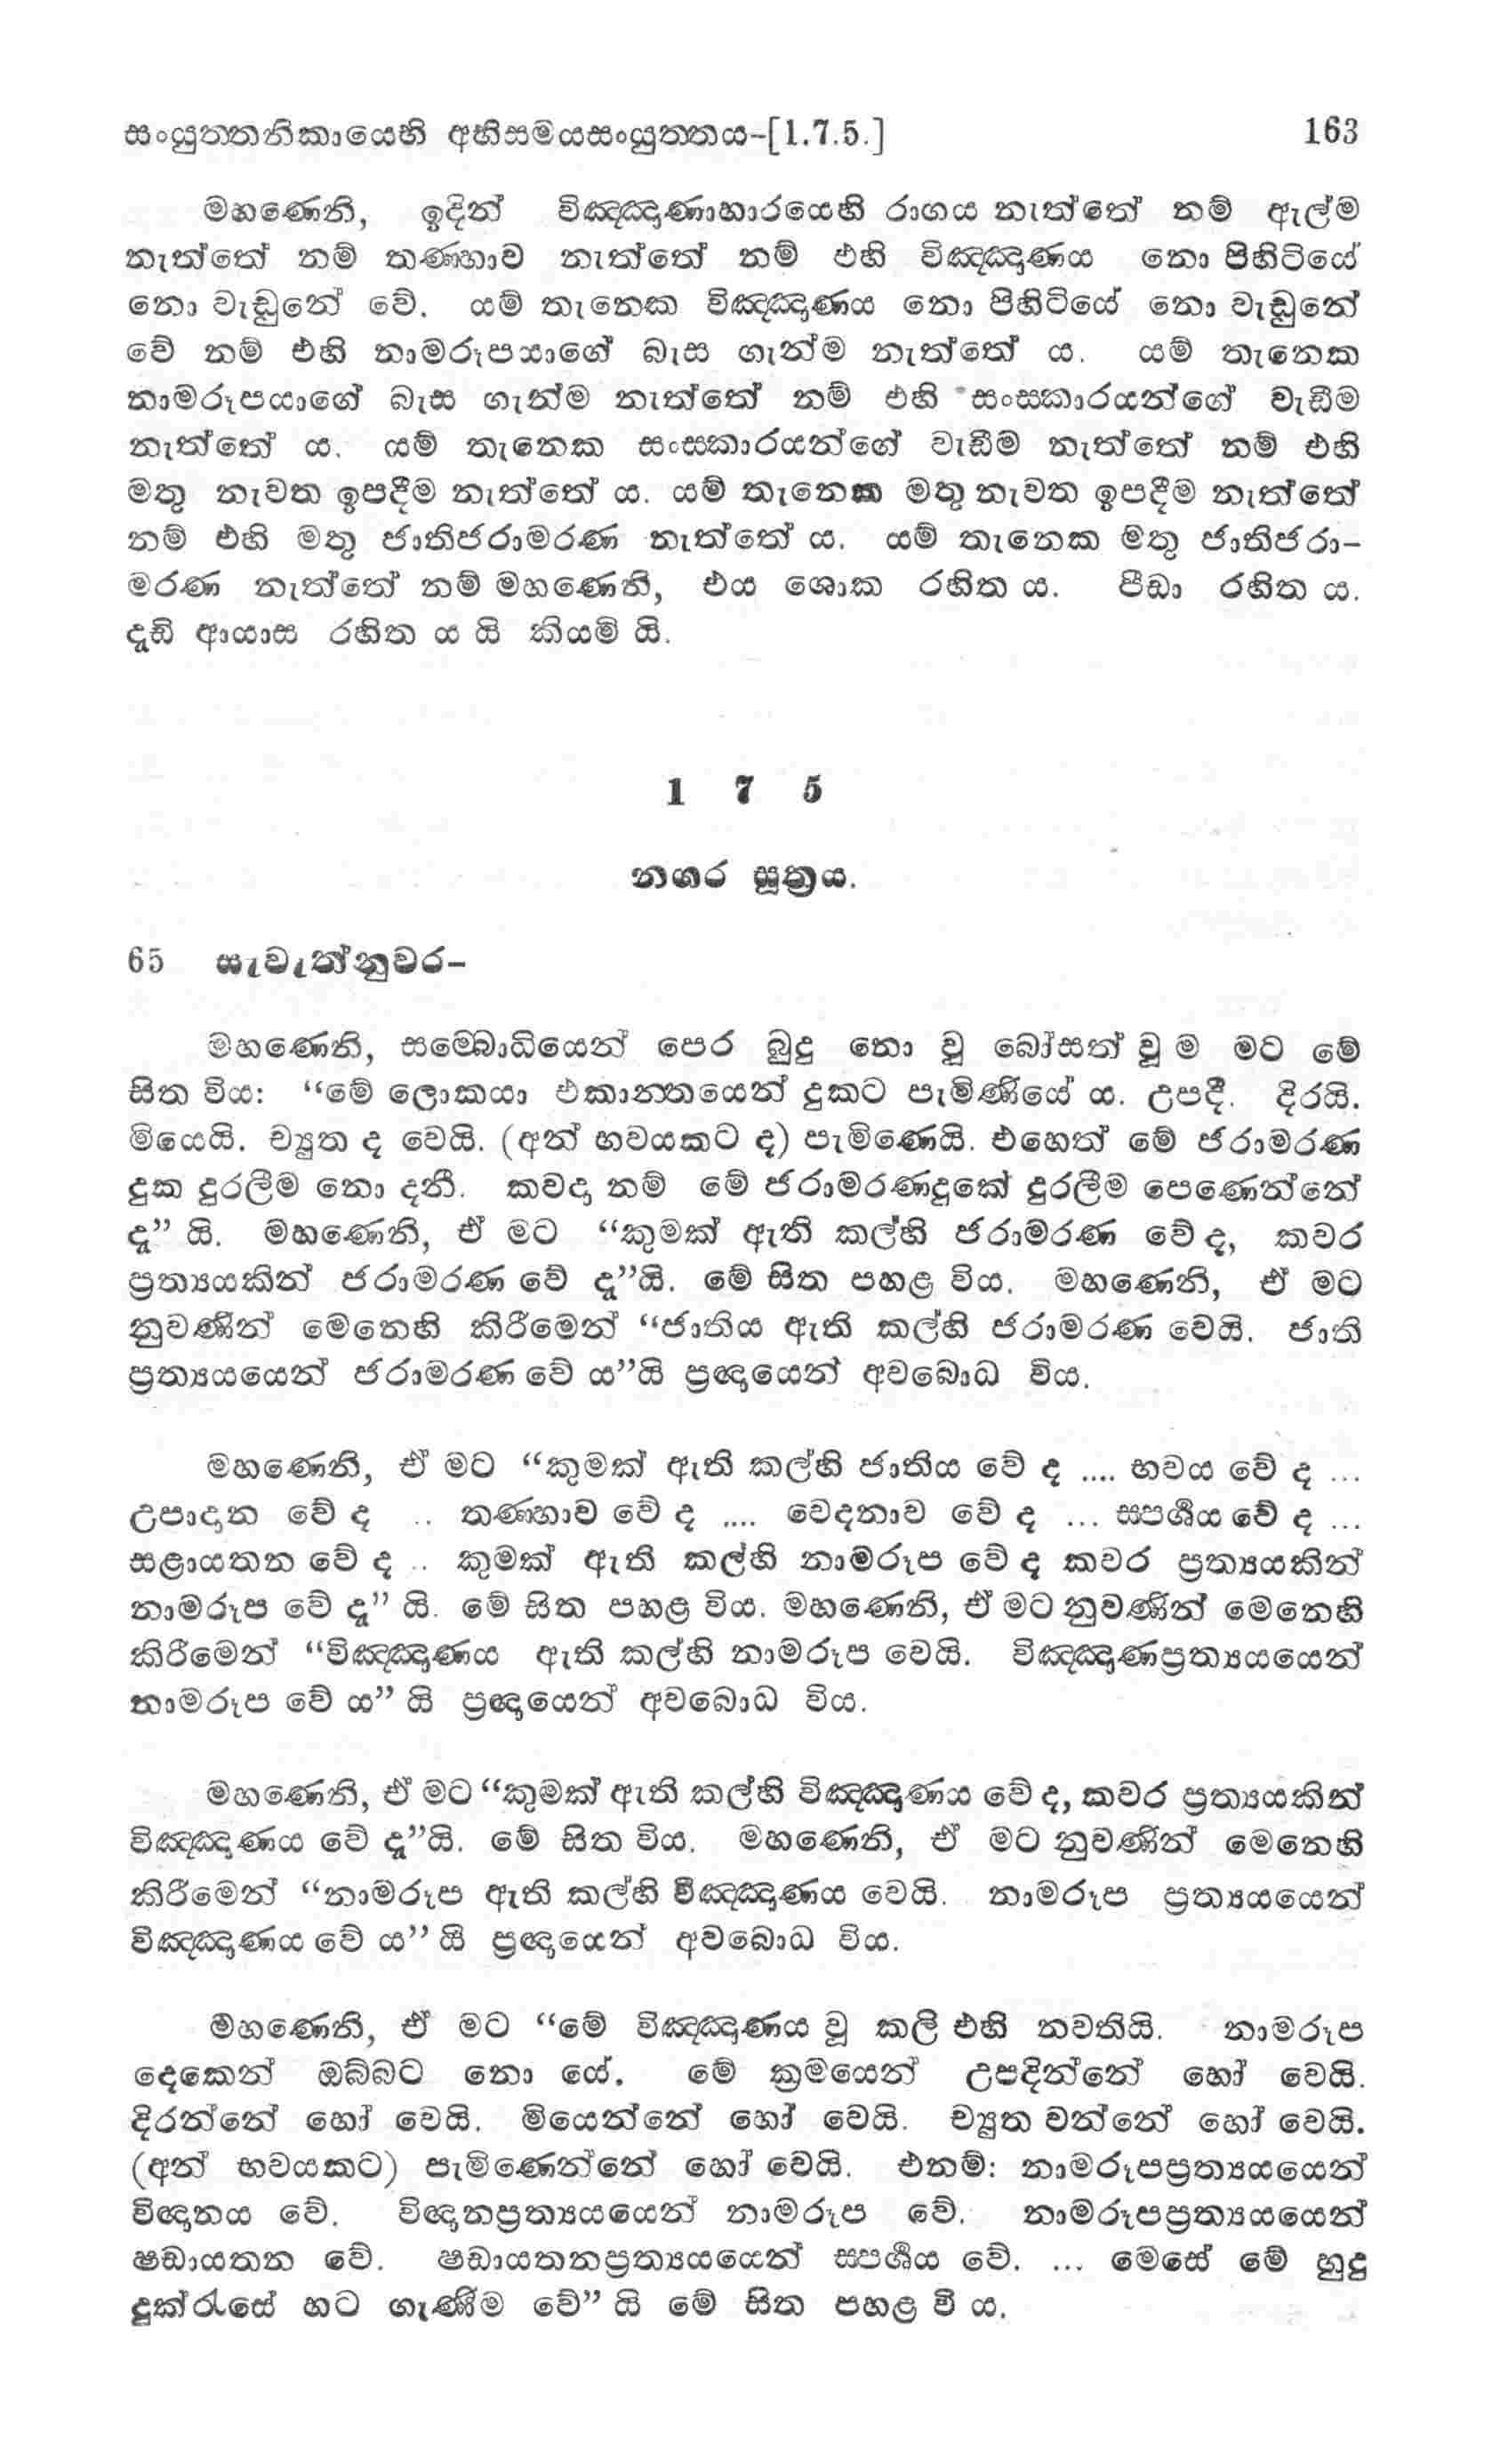 සංයුත්තනිකායෙහි අභිසමයසංයුත්තය-[1.7.5.] 163
මහණෙනි, ඉදින් විඤ්ඤාණාහාරයෙහි රාගය නැත්තේ නම් ඇල්ම
නැත්තේ නම් තණ්හාව නැත්තේ නම් එහි විඤ්ඤාණය නො පිහිටියේ
නො වැඩුනේ වේ. යම් තැනෙක විඤ්ඤාණය නො පිහිටියේ නො වැඩුනේ
වේ නම් එහි නාමරූපයාගේ බැස ගැන්ම නැත්තේ ය. යම් තැනෙක
නාමරූපයාගේ බැස ගැන්ම නැත්තේ නම් එහි සංස්කාරයන්ගේ වැඩීම
නැත්තේ ය. යම් තැනෙක සංස්කාරයන්ගේ වැඩීම නැත්තේ නම් එහි
මතු නැවත ඉපදීම නැත්තේ ය. යම් තැනෙක මතු නැවත ඉපදීම නැත්තේ
නම් එහි මතු ජාතිජරාමරණ නැත්තේ ය. යම් තැනෙක මතු ජාතිජරා-
මරණ නැත්තේ නම් මහණෙනි, එය ශොක රහිත ය. පීඩා රහිත ය.
දැඩි ආයාස රහිත ය යි කියමි යි.
1 7 5
නගර සූත්‍රය.
65 සැවැත්නුවර-
මහණෙනි, සම්බොධියෙන් පෙර බුදු නො වූ බෝසත් වූ ම මට මේ
සිත විය: “මේ ලොකයා එකාන්තයෙන් දුකට පැමිණියේ ය. උපදී. දිරයි.
මියෙයි. ච්‍යුත ද වෙයි. (අන් භවයකට ද) පැමිණෙයි. එහෙත් මේ ජරාමරණ
දුක දුරලීම නො දනී. කවදා නම් මේ ජරාමරණදුකේ දුරලීම පෙණෙන්නේ
දැ” යි. මහණෙනි, ඒ මට “කුමක් ඇති කල්හි ජරාමරණ වේ ද, කවර
ප්‍රත්‍යයකින් ජරාමරණ වේ දැ”යි. මේ සිත පහළ විය. මහණෙනි, ඒ මට
නුවණින් මෙනෙහි කිරීමෙන් “ජාතිය ඇති කල්හි ජරාමරණ වෙයි. ජාති
ප්‍රත්‍යයයෙන් ජරාමරණ වේ ය”යි ප්‍රඥායෙන් අවබොධ විය.
මහණෙනි, ඒ මට “කුමක් ඇති කල්හි ජාතිය වේ ද .... භවය වේ ද ...
උපාදාන වේ ද .. තණ්හාව වේ ද .... වෙදනාව වේ ද ... ස්පර්ශය වේ ද ...
සළායතන වේ ද .. කුමක් ඇති කල්හි නාමරූප වේ ද කවර ප්‍රත්‍යයකින්
නාමරූප වේ දැ” යි. මේ සිත පහළ විය. මහණෙනි, ඒ මට නුවණින් මෙනෙහි
කිරීමෙන් “විඤ්ඤාණය ඇති කල්හි නාමරූප වෙයි. විඤ්ඤාණප්‍රත්‍යයයෙන්
නාමරූප වේ ය” යි ප්‍රඥායෙන් අවබොධ විය.
මහණෙනි, ඒ මට “කුමක් ඇති කල්හි විඤ්ඤාණය වේ ද, කවර ප්‍රත්‍යයකින්
විඤ්ඤාණය වේ දැ”යි. මේ සිත විය. මහණෙනි, ඒ මට නුවණින් මෙනෙහි
කිරීමෙන් “නාමරූප ඇති කල්හි විඤ්ඤාණය වෙයි. නාමරූප ප්‍රත්‍යයයෙන්
විඤ්ඤාණය වේ ය” යි ප්‍රඥායෙන් අවබොධ විය.
මහණෙනි, ඒ මට “මේ විඤ්ඤාණය වූ කලි එහි නවතියි. නාමරූප
දෙකෙන් ඔබ්බට නො යේ. මේ ක්‍රමයෙන් උපදින්නේ හෝ වෙයි.
දිරන්නේ හෝ වෙයි. මියෙන්නේ හෝ වෙයි. ච්‍යුත වන්නේ හෝ වෙයි.
(අන් භවයකට) පැමිණෙන්නේ හෝ වෙයි. එනම්: නාමරූපප්‍රත්‍යයයෙන්
විඥානය වේ. විඥානප්‍රත්‍යයයෙන් නාමරූප වේ. නාමරූපප්‍රත්‍යයයෙන්
ෂඩායතන වේ. ෂඩායතනප්‍රත්‍යයයෙන් ස්පර්ශය වේ. ... මෙසේ මේ හුදු
දුක්රැසේ හට ගැණීම වේ” යි මේ සිත පහළ වි ය.